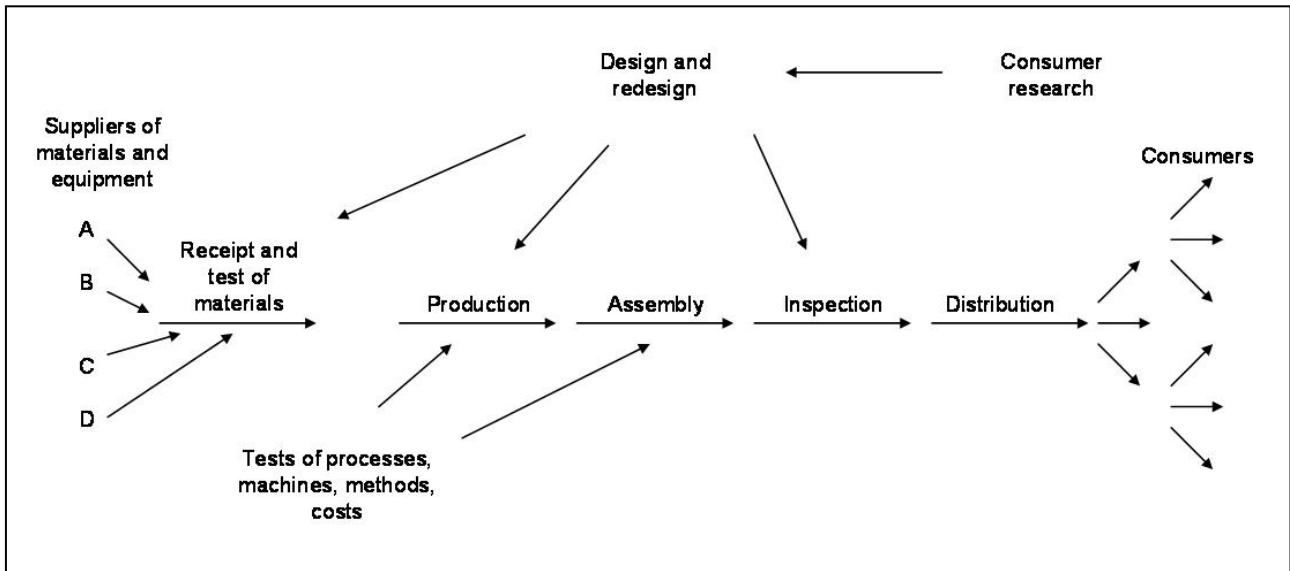 Design and
redesign
Consumer
research
Suppliers of
materials and
equipment
Consumers
A
B
C
D
Receipt and
test of
materials
Production
Assembly
Inspection
Distribution
Tests of processes,
machines, methods,
costs